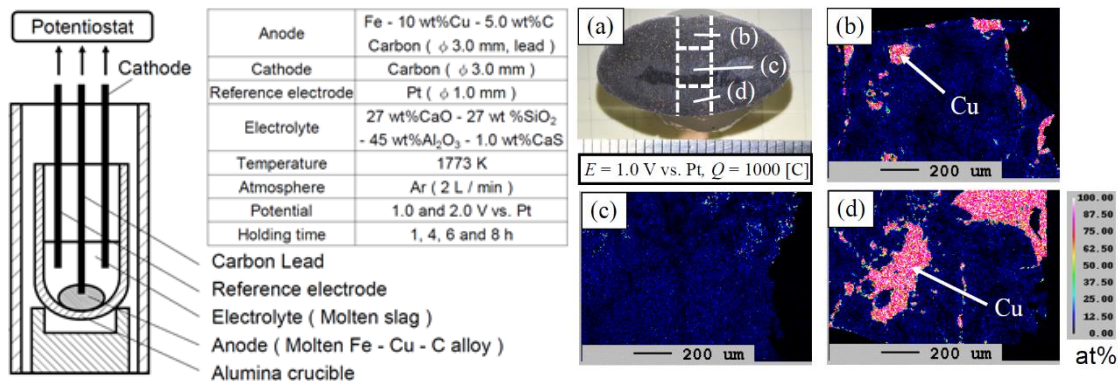 Potentiostat
Cathode
Carbon Lead
Reference electrode
Electrolyte ( Molten slag )
Anode ( Molten Fe - Cu - C alloy )
Alumina crucible
Anode
Fe - 10 wt%Cu - 5.0 wt%C
Carbon ( ϕ 3.0 mm, lead )
Cathode
Carbon ( ϕ 3.0 mm )
Reference electrode
Pt ( ϕ 1.0 mm )
Electrolyte
27 wt%CaO - 27 wt %SiO₂
- 45 wt%Al₂O₃ - 1.0 wt%CaS
Temperature
1773 K
Atmosphere
Ar ( 2 L / min )
Potential
1.0 and 2.0 V vs. Pt
Holding time
1, 4, 6 and 8 h
(a)
(b)
(c)
(d)
E = 1.0 V vs. Pt, Q = 1000 [C]
(b)
Cu
200 um
(c)
200 um
(d)
Cu
200 um
100.00
87.50
75.00
62.50
50.00
37.50
25.00
12.50
0.00
at%